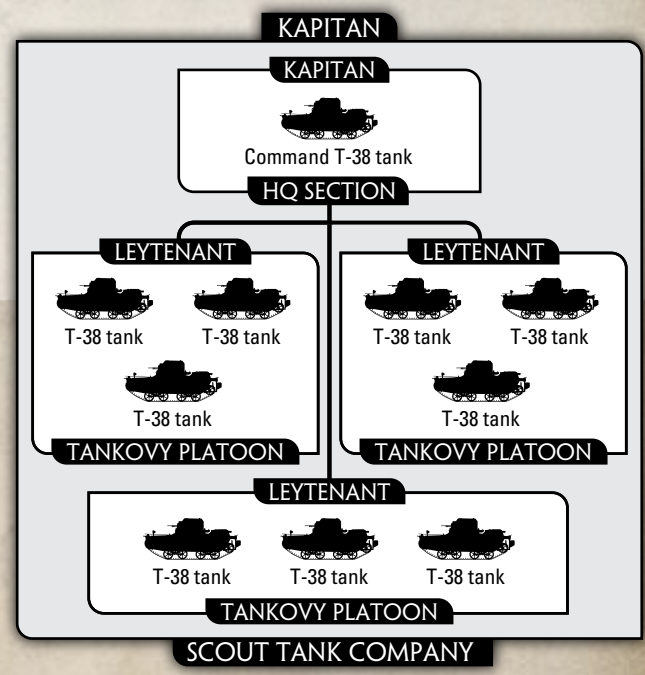 KAPITAN
KAPITAN
Command T-38 tank
HQ SECTION
LEYTENANT
T-38 tank
T-38 tank
T-38 tank
TANKOVY PLATOON
LEYTENANT
T-38 tank
T-38 tank
T-38 tank
TANKOVY PLATOON
LEYTENANT
T-38 tank
T-38 tank
T-38 tank
TANKOVY PLATOON
SCOUT TANK COMPANY